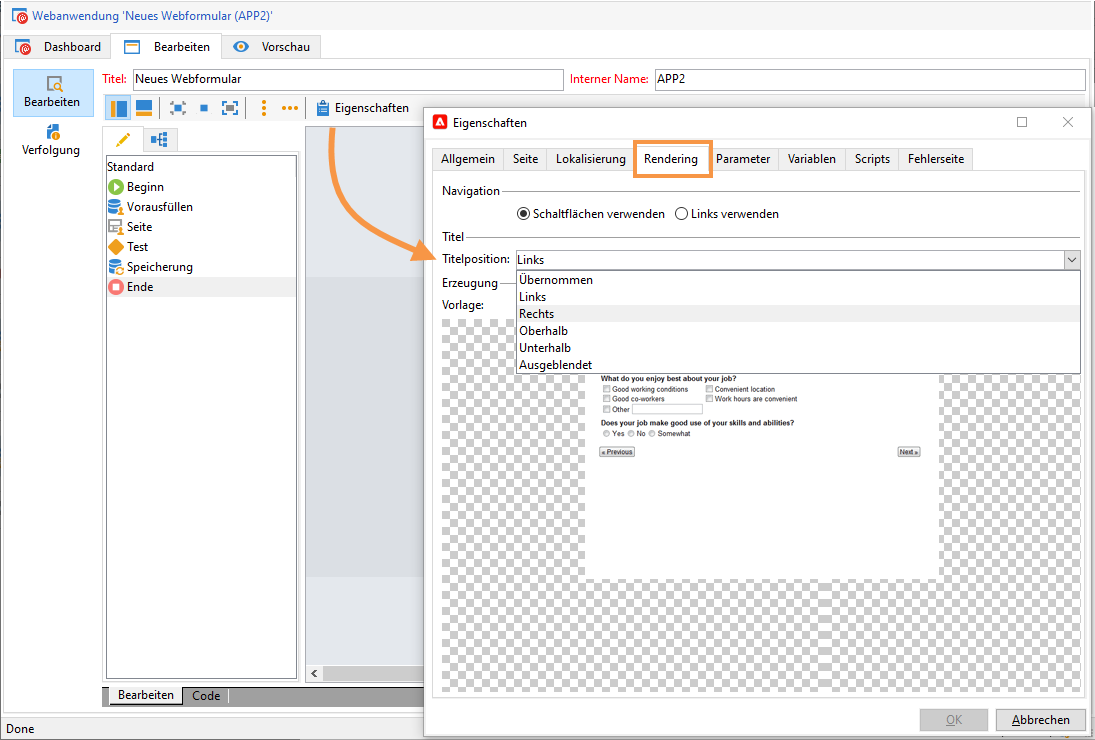 Webanwendung 'Neues Webformular (APP2)'
Dashboard Bearbeiten Vorschau
Bearbeiten
Verfolgung
Titel: Neues Webformular Interner Name: APP2
Eigenschaften
Standard
Beginn
Vorausfüllen
Seite
Test
Speicherung
Ende
Bearbeiten Code
Done
Eigenschaften
Allgemein Seite Lokalisierung Rendering Parameter Variablen Scripts Fehlerseite
Navigation
Schaltflächen verwenden Links verwenden
Titel
Titelposition: Links
Übernommen
Links
Rechts
Oberhalb
Unterhalb
Ausgeblendet
Erzeugung
Vorlage:
What do you enjoy best about your job?
Good working conditions Convenient location
Good co-workers Work hours are convenient
Other
Does your job make good use of your skills and abilities?
Yes No Somewhat
« Previous Next »
OK Abbrechen